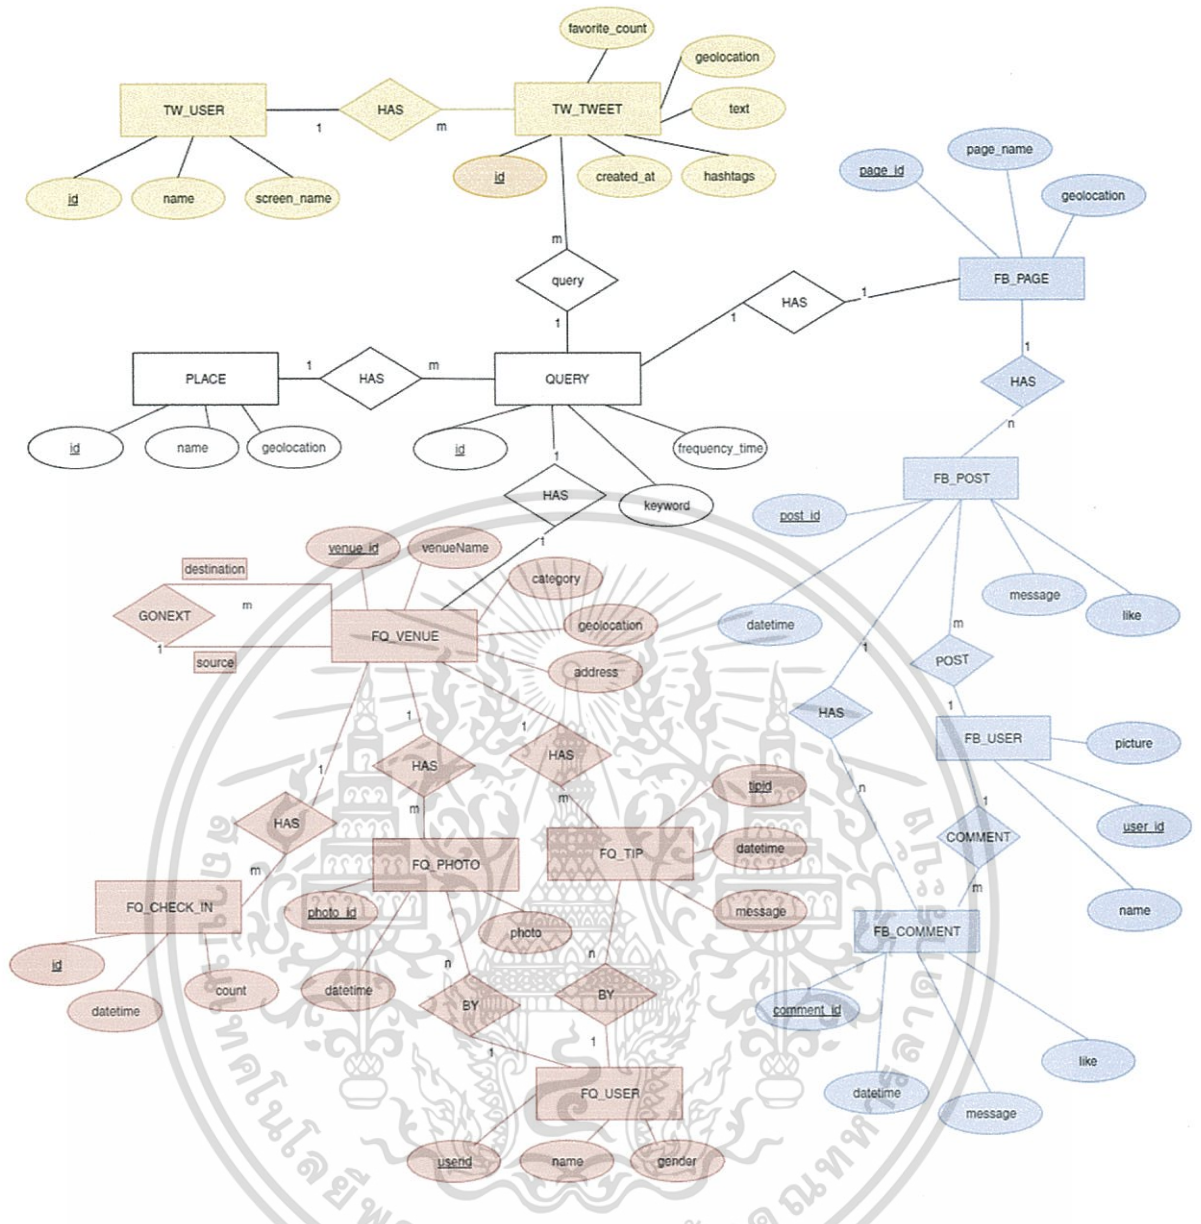 favorite_count
geolocation
TW_USER
1
HAS
m
TW_TWEET
text
id
name
screen_name
id
created_at
hashtags
page_id
page_name
geolocation
FB_PAGE
m
query
1
1
HAS
1
PLACE
1
HAS
m
QUERY
1
HAS
n
id
name
geolocation
id
frequency_time
keyword
1
HAS
1
FB_POST
post_id
datetime
message
like
1
m
POST
1
HAS
n
FB_USER
picture
user_id
name
1
COMMENT
m
FB_COMMENT
comment_id
datetime
message
like
venue_id
venueName
category
geolocation
address
destination
m
GONEXT
1
source
FQ_VENUE
1
HAS
m
1
HAS
m
1
HAS
m
FQ_CHECK_IN
id
datetime
count
FQ_PHOTO
photo_id
datetime
photo
FQ_TIP
tipid
datetime
message
n
BY
1
n
BY
1
FQ_USER
userid
name
gender